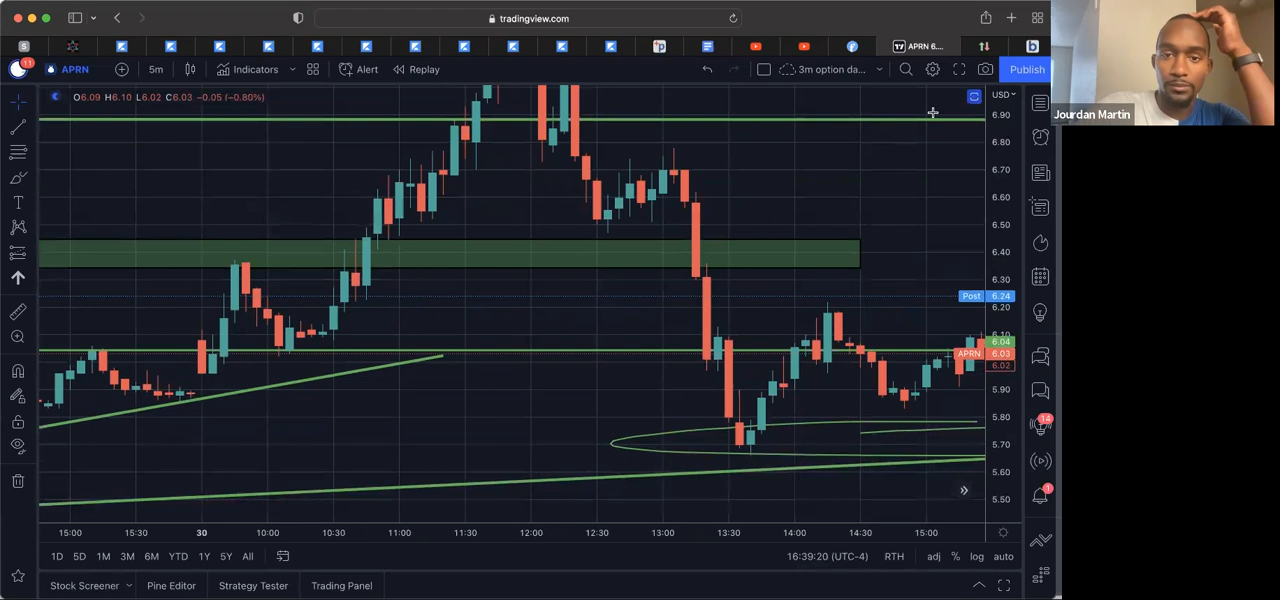 tradingview.com
S
APRN 6...
b
11
APRN
5m
Indicators
Alert
Replay
3m option da...
Publish
O6.09 H6.10 L6.02 C6.03 −0.05 (−0.80%)
USD
Jourdan Martin
6.90
6.80
6.70
6.60
6.50
6.40
6.30
Post 6.24
6.20
6.10
6.04
APRN 6.03
6.02
5.90
5.80
14
5.70
5.60
1
5.50
15:00 15:30 30 10:00 10:30 11:00 11:30 12:00 12:30 13:00 13:30 14:00 14:30 15:00
1D 5D 1M 3M 6M YTD 1Y 5Y All
16:39:20 (UTC-4) RTH adj % log auto
Stock Screener Pine Editor Strategy Tester Trading Panel